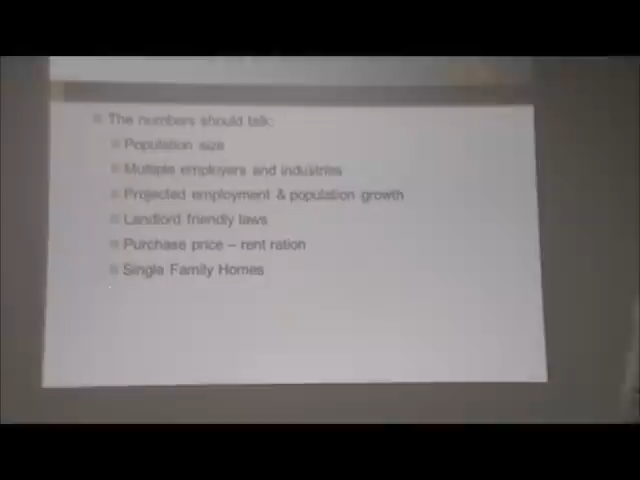 The numbers should talk:
Population size
Multiple employers and industries
Projected employment & population growth
Landlord friendly laws
Purchase price – rent ration
Single Family Homes